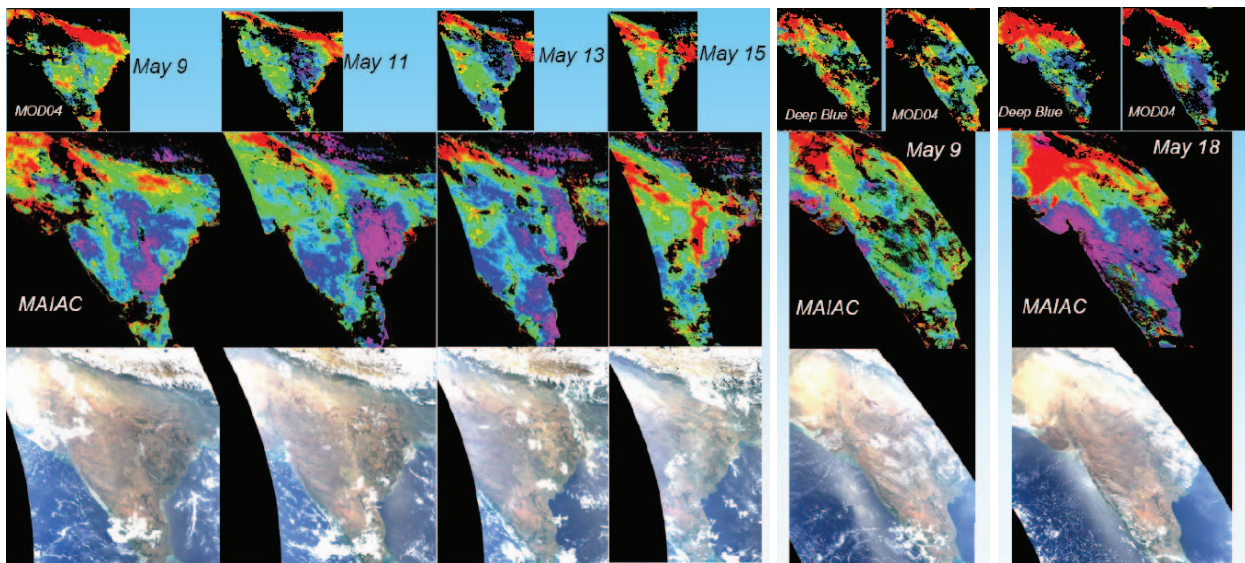 May 9
May 11
May 13
May 15
MOD04
Deep Blue
MOD04
Deep Blue
MOD04
May 9
May 18
MAIAC
MAIAC
MAIAC